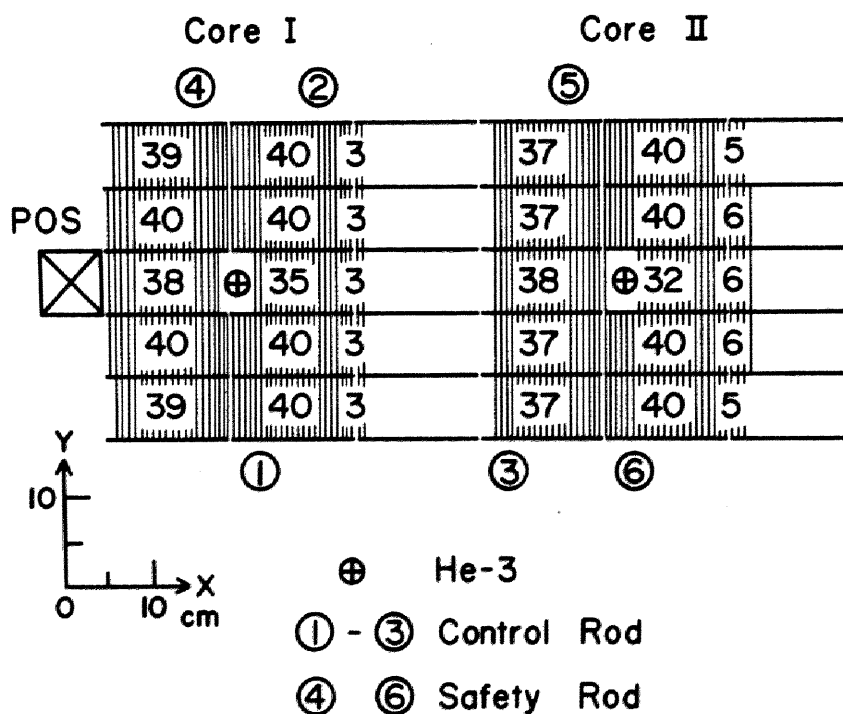 Core I Core II
④ ② ⑤
39 40 3 37 40 5
40 40 3 37 40 6
POS
38 35 3 38 32 6
40 40 3 37 40 6
39 40 3 37 40 5
① ③ ⑥
Y
10
X
0 10 cm
He-3
① - ③ Control Rod
④ ⑥ Safety Rod